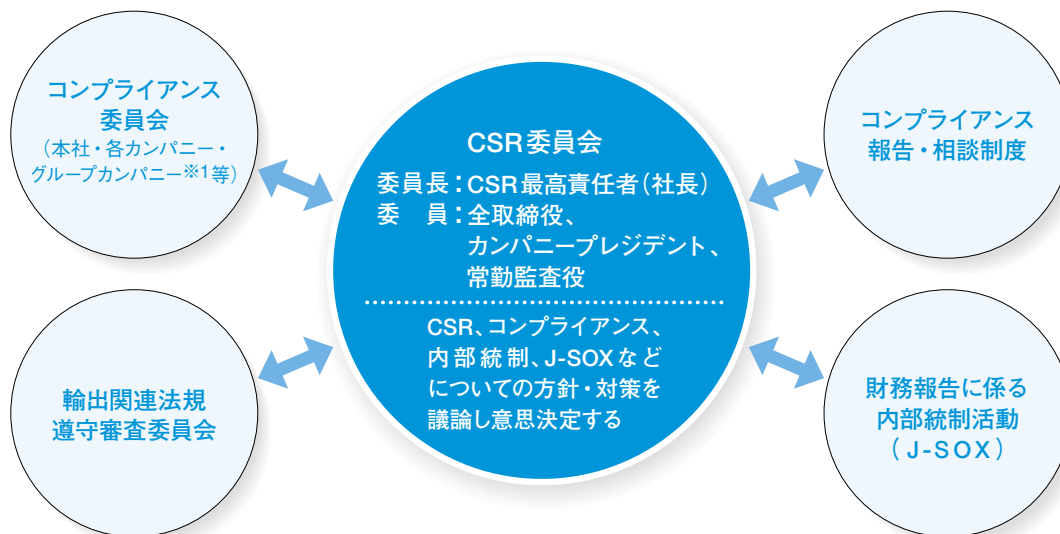 コンプライアンス
委員会
（本社・各カンパニー・
グループカンパニー※1等）
CSR委員会
委員長：CSR最高責任者（社長）
委　員：全取締役、
カンパニープレジデント、
常勤監査役
CSR、コンプライアンス、
内部統制、J-SOXなど
についての方針・対策を
議論し意思決定する
コンプライアンス
報告・相談制度
輸出関連法規
遵守審査委員会
財務報告に係る
内部統制活動
（J-SOX）